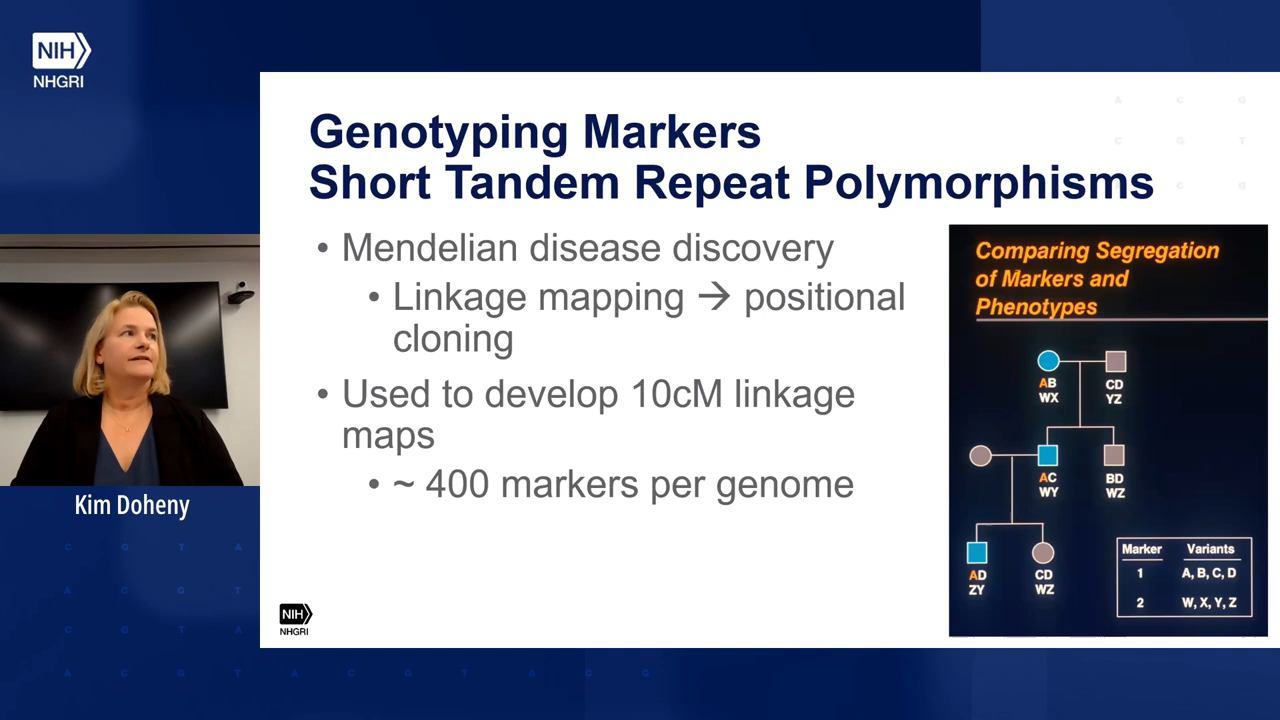 NIH
NHGRI
Genotyping Markers
Short Tandem Repeat Polymorphisms
• Mendelian disease discovery
• Linkage mapping → positional
cloning
• Used to develop 10cM linkage
maps
• ~ 400 markers per genome
Comparing Segregation
of Markers and
Phenotypes
AB CD
WX YZ
AC BD
WY WZ
AD CD
ZY WZ
Marker Variants
1 A, B, C, D
2 W, X, Y, Z
NIH
NHGRI
Kim Doheny
A C G
C G T
C G
C G T A
A C G T
C G T A
A C G T A C G T A C G